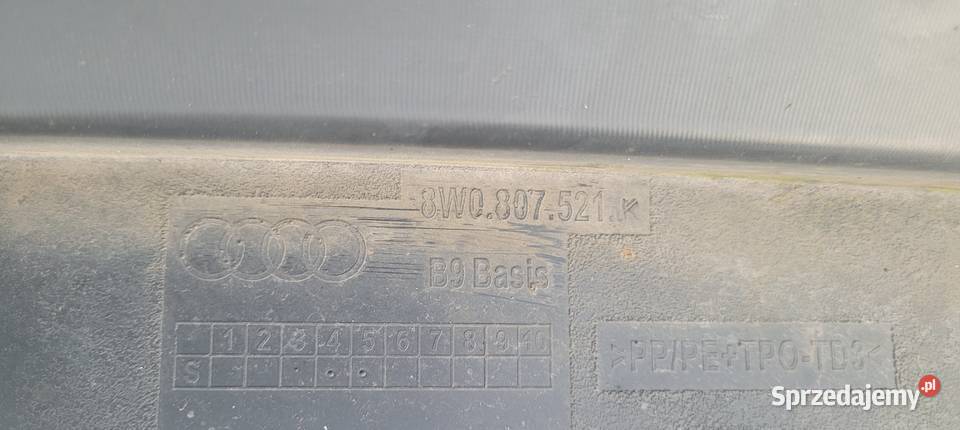 8W0.807.521.K
B9 Basis
1 2 3 4 5 6 7 8 9 10
S
>PP/PE+TPO-TD3<
Sprzedajemy.pl